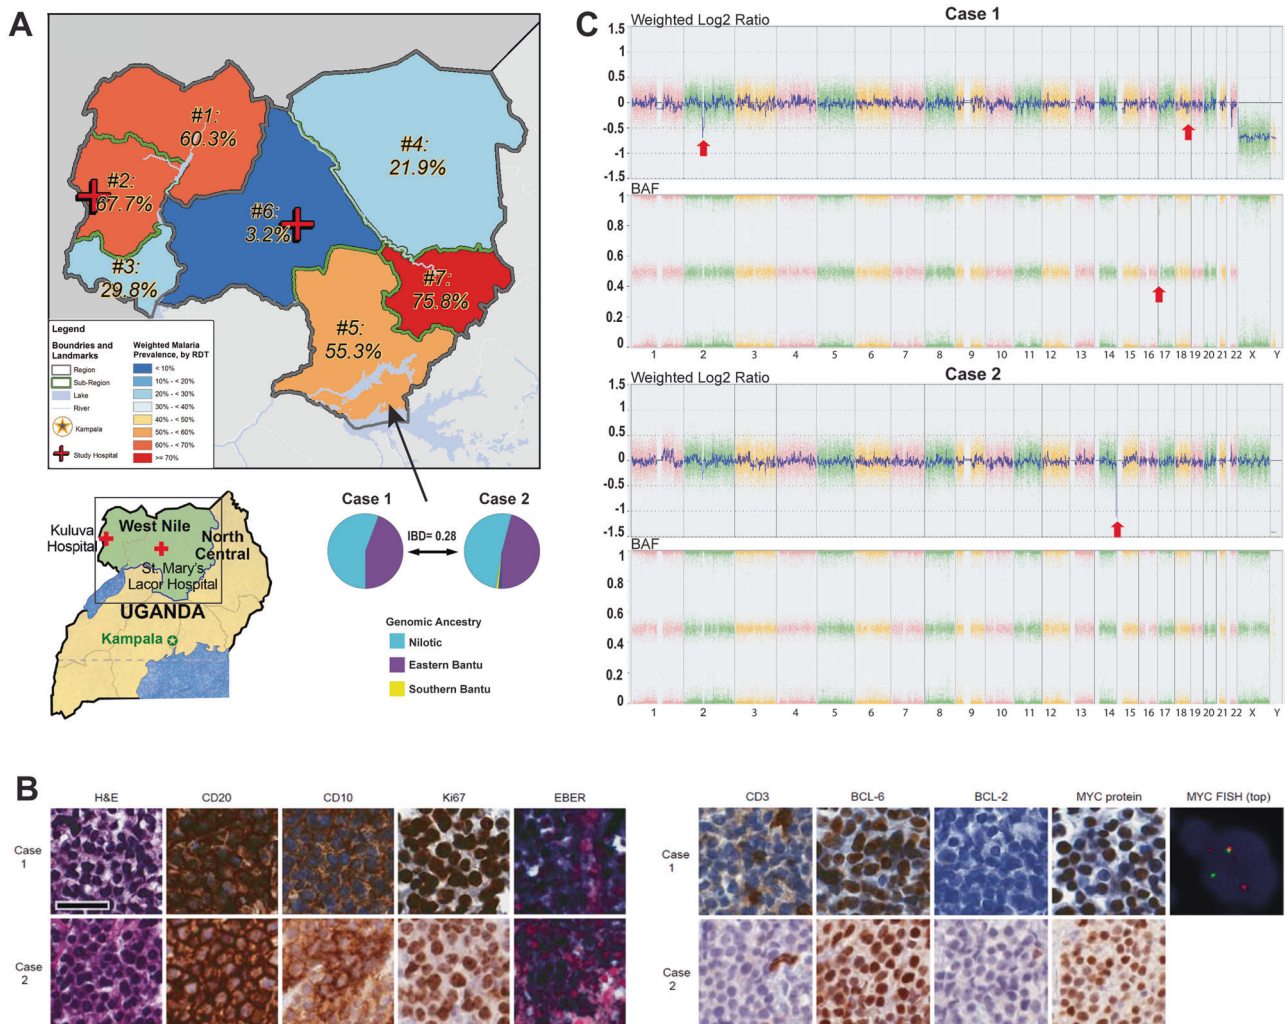 A
#1:
60.3%
#2:
67.7%
#3:
29.8%
#4:
21.9%
#5:
55.3%
#6:
3.2%
#7:
75.8%
Legend
Boundries and
Landmarks
Region
Sub-Region
Lake
River
Kampala
Study Hospital
Weighted Malaria
Prevalence, by RDT
< 10%
10% - < 20%
20% - < 30%
30% - < 40%
40% - < 50%
50% - < 60%
60% - < 70%
>= 70%
Kuluva
Hospital
West Nile
North
Central
St. Mary's
Lacor Hospital
UGANDA
Kampala
Case 1
Case 2
IBD= 0.28
Genomic Ancestry
Nilotic
Eastern Bantu
Southern Bantu
C
Case 1
Weighted Log2 Ratio
1.5
1
0.5
0
-0.5
-1
-1.5
BAF
1
0.8
0.6
0.4
0.2
0
1 2 3 4 5 6 7 8 9 10 11 12 13 14 15 16 17 18 19 20 21 22 X Y
Case 2
Weighted Log2 Ratio
1.5
1
0.5
0
-0.5
-1
-1.5
BAF
1
0.8
0.6
0.4
0.2
0
1 2 3 4 5 6 7 8 9 10 11 12 13 14 15 16 17 18 19 20 21 22 X Y
B
H&E CD20 CD10 Ki67 EBER
Case
1
Case
2
CD3 BCL-6 BCL-2 MYC protein MYC FISH (top)
Case
1
Case
2